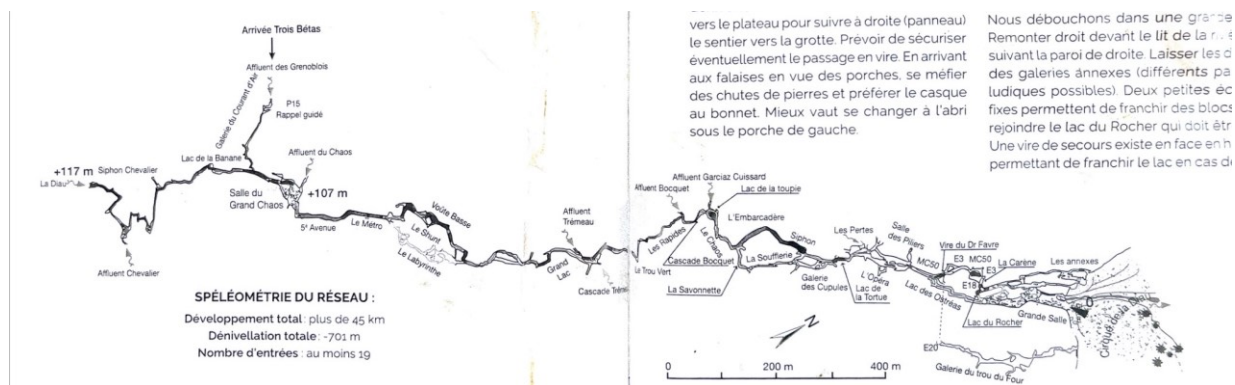 vers le plateau pour suivre à droite (panneau)
le sentier vers la grotte. Prévoir de sécuriser
éventuellement le passage en vire. En arrivant
aux falaises en vue des porches, se méfier
des chutes de pierres et préférer le casque
au bonnet. Mieux vaut se changer à l'abri
sous le porche de gauche.
Nous débouchons dans une
Remonter droit devant le lit de la
suivant la paroi de droite. Laisser les
des galeries annexes (différents
ludiques possibles). Deux petites
fixes permettent de franchir des blocs
rejoindre le lac du Rocher qui doit
Une vire de secours existe en face en
permettant de franchir le lac en cas
Arrivée Trois Bétas
Affluent des Grenoblois
Galerie du Courant d'Air
P15
Rappel guidé
Lac de la Banane
Affluent du Chaos
+117 m
Siphon Chevalier
La Diau
Salle du
Grand Chaos
+107 m
Affluent Chevalier
5e Avenue
Le Métro
Le Shunt
Voûte Basse
Le Labyrinthe
Grand
Lac
Affluent
Trémeau
Cascade
Le Trou Vert
Les Rapides
Affluent Bocquet
Cascade Bocquet
Affluent Garciaz Cuissard
Lac de la toupie
Le Chaos
L'Embarcadère
La Soufflerie
La Savonnette
Siphon
Galerie
des Cupules
Les Pertes
Lac de
la Tortue
L'Opéra
Salle
des Piliers
MC50
Lac des Ostréas
Vire du Dr Favre
E3
MC50
E3
E18
La Carène
Les annexes
Lac du Rocher
Grande Salle
Cirque de la
E20
Galerie du trou du Four
SPÉLÉOMÉTRIE DU RÉSEAU :
Développement total : plus de 45 km
Dénivellation totale : -701 m
Nombre d'entrées : au moins 19
N
0
200 m
400 m